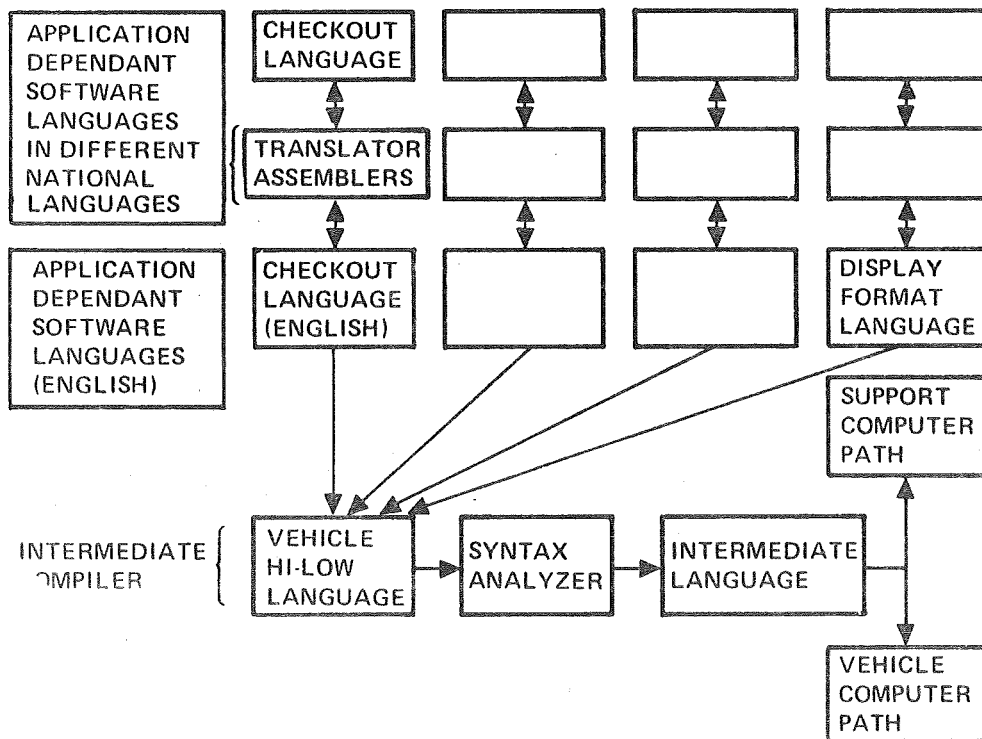 APPLICATION
DEPENDANT
SOFTWARE
LANGUAGES
IN DIFFERENT
NATIONAL
LANGUAGES
CHECKOUT
LANGUAGE
TRANSLATOR
ASSEMBLERS
APPLICATION
DEPENDANT
SOFTWARE
LANGUAGES
(ENGLISH)
CHECKOUT
LANGUAGE
(ENGLISH)
DISPLAY
FORMAT
LANGUAGE
SUPPORT
COMPUTER
PATH
INTERMEDIATE
OMPILER
VEHICLE
HI-LOW
LANGUAGE
SYNTAX
ANALYZER
INTERMEDIATE
LANGUAGE
VEHICLE
COMPUTER
PATH